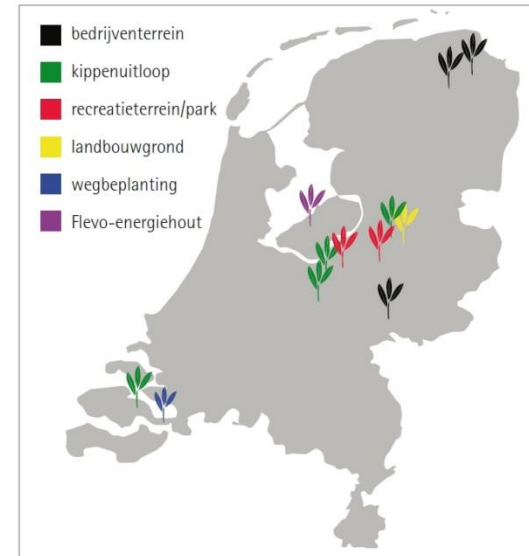 bedrijventerrein
kippenuitloop
recreatieterrein/park
landbouwgrond
wegbeplanting
Flevo-energiehout